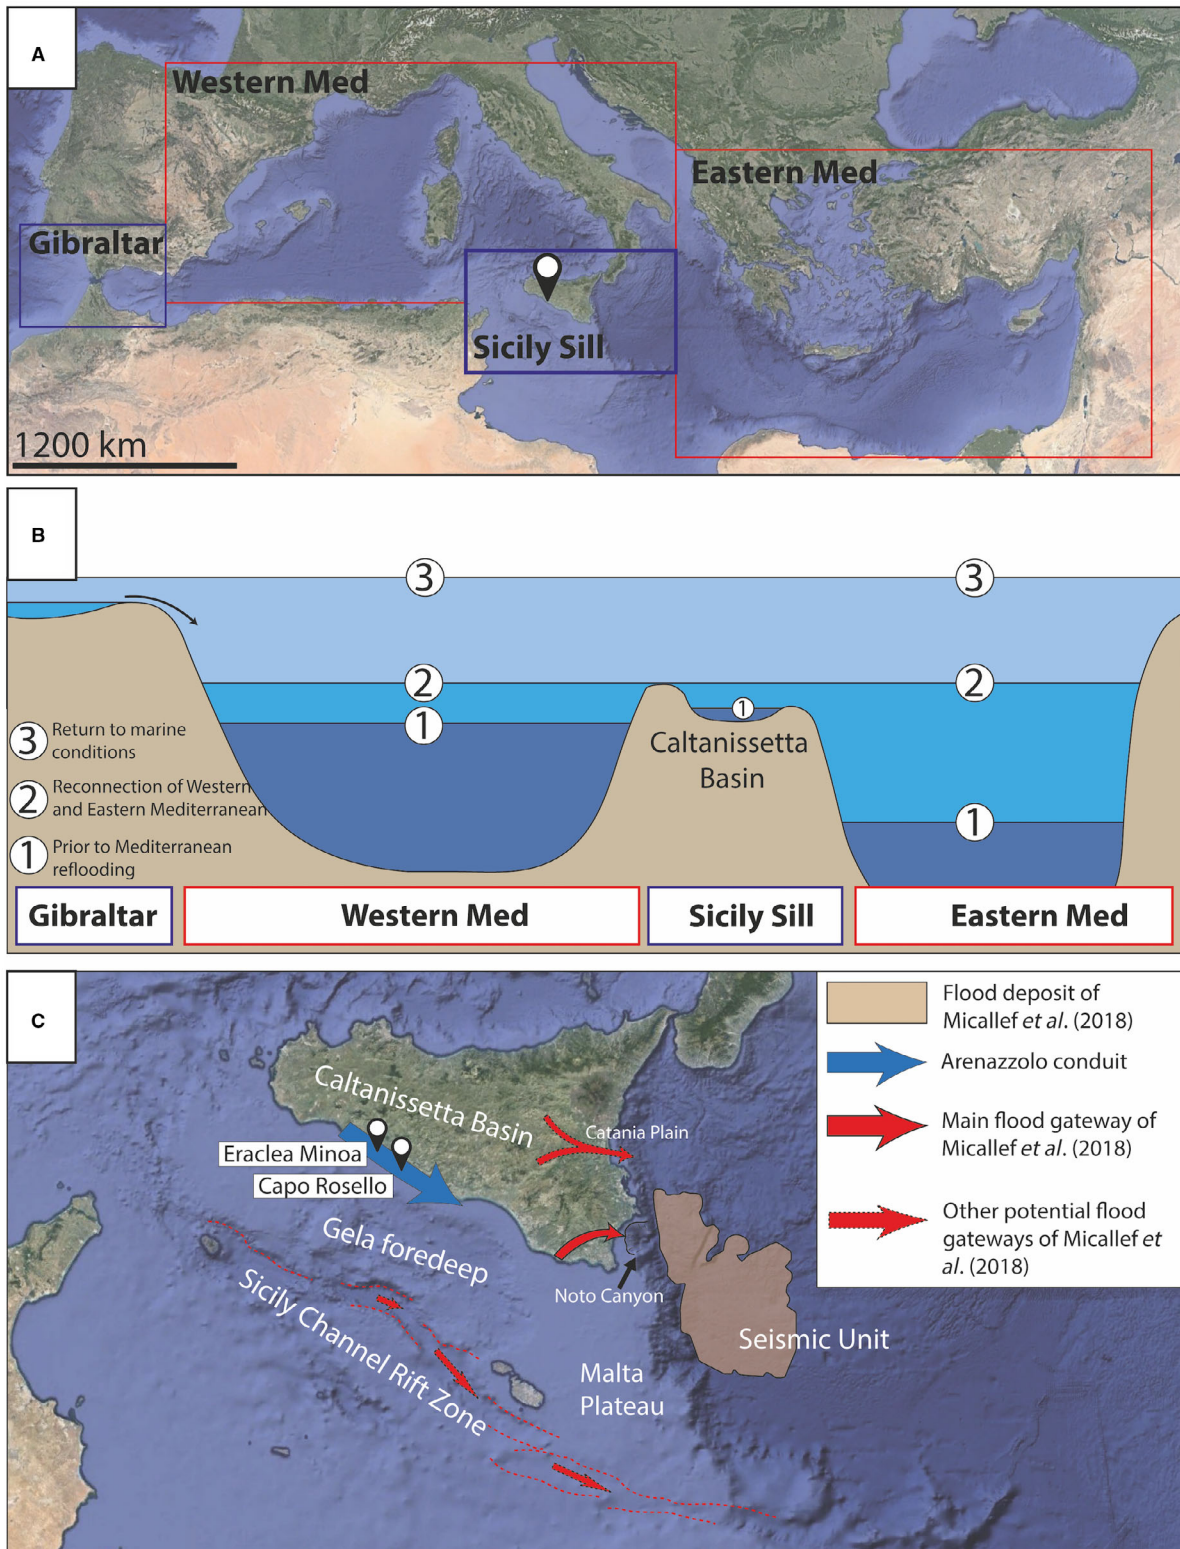 A
Western Med
Eastern Med
Gibraltar
Sicily Sill
1200 km
B
3
3
2
2
1
1
1
Caltanissetta
Basin
3 Return to marine
conditions
2 Reconnection of Western
and Eastern Mediterranean
1 Prior to Mediterranean
reflooding
Gibraltar
Western Med
Sicily Sill
Eastern Med
C
Caltanissetta Basin
Catania Plain
Eraclea Minoa
Capo Rosello
Gela foredeep
Noto Canyon
Sicily Channel Rift Zone
Malta
Plateau
Seismic Unit
Flood deposit of
Micallef et al. (2018)
Arenazzolo conduit
Main flood gateway of
Micallef et al. (2018)
Other potential flood
gateways of Micallef et
al. (2018)